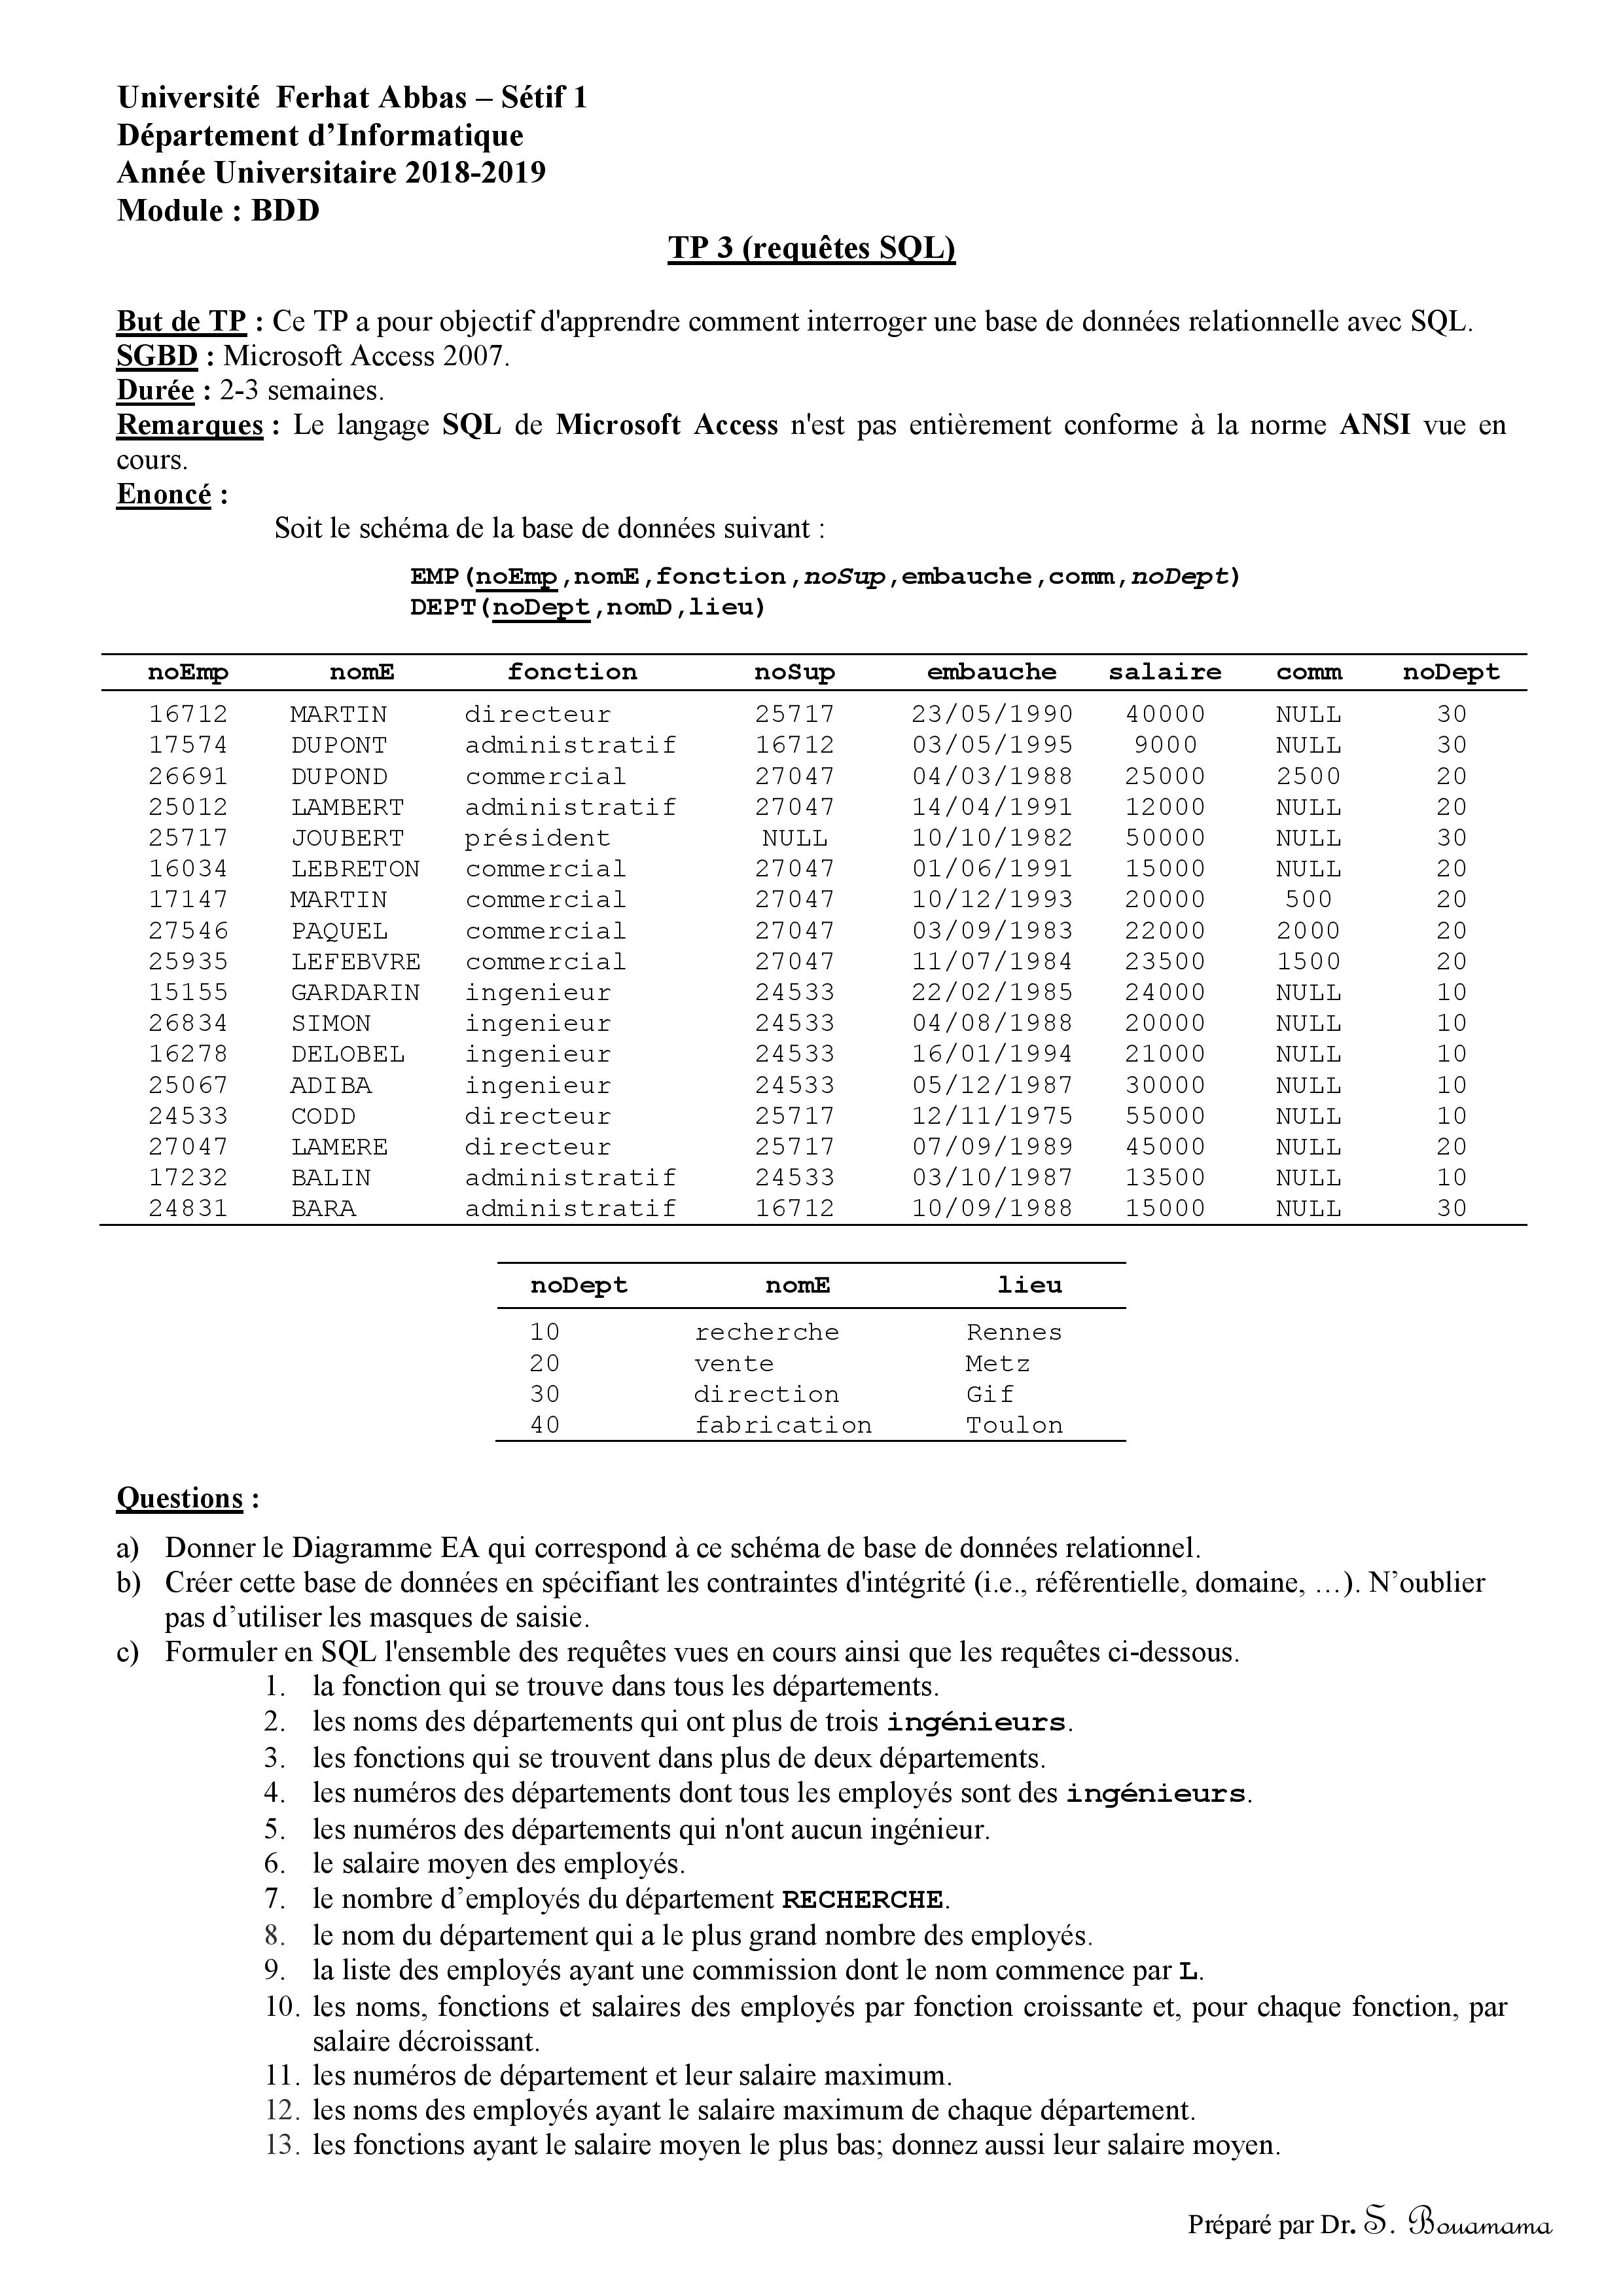 Université Ferhat Abbas – Sétif 1
Département d’Informatique
Année Universitaire 2018-2019
Module : BDD
TP 3 (requêtes SQL)
But de TP : Ce TP a pour objectif d'apprendre comment interroger une base de données relationnelle avec SQL.
SGBD : Microsoft Access 2007.
Durée : 2-3 semaines.
Remarques : Le langage SQL de Microsoft Access n'est pas entièrement conforme à la norme ANSI vue en
cours.
Enoncé :
Soit le schéma de la base de données suivant :
EMP(noEmp,nomE,fonction,noSup,embauche,comm,noDept)
DEPT(noDept,nomD,lieu)
noEmp nomE fonction noSup embauche salaire comm noDept
16712 MARTIN directeur 25717 23/05/1990 40000 NULL 30
17574 DUPONT administratif 16712 03/05/1995 9000 NULL 30
26691 DUPOND commercial 27047 04/03/1988 25000 2500 20
25012 LAMBERT administratif 27047 14/04/1991 12000 NULL 20
25717 JOUBERT président NULL 10/10/1982 50000 NULL 30
16034 LEBRETON commercial 27047 01/06/1991 15000 NULL 20
17147 MARTIN commercial 27047 10/12/1993 20000 500 20
27546 PAQUEL commercial 27047 03/09/1983 22000 2000 20
25935 LEFEBVRE commercial 27047 11/07/1984 23500 1500 20
15155 GARDARIN ingenieur 24533 22/02/1985 24000 NULL 10
26834 SIMON ingenieur 24533 04/08/1988 20000 NULL 10
16278 DELOBEL ingenieur 24533 16/01/1994 21000 NULL 10
25067 ADIBA ingenieur 24533 05/12/1987 30000 NULL 10
24533 CODD directeur 25717 12/11/1975 55000 NULL 10
27047 LAMERE directeur 25717 07/09/1989 45000 NULL 20
17232 BALIN administratif 24533 03/10/1987 13500 NULL 10
24831 BARA administratif 16712 10/09/1988 15000 NULL 30
noDept nomE lieu
10 recherche Rennes
20 vente Metz
30 direction Gif
40 fabrication Toulon
Questions :
a) Donner le Diagramme EA qui correspond à ce schéma de base de données relationnel.
b) Créer cette base de données en spécifiant les contraintes d'intégrité (i.e., référentielle, domaine, …). N’oublier
pas d’utiliser les masques de saisie.
c) Formuler en SQL l'ensemble des requêtes vues en cours ainsi que les requêtes ci-dessous.
1. la fonction qui se trouve dans tous les départements.
2. les noms des départements qui ont plus de trois ingénieurs.
3. les fonctions qui se trouvent dans plus de deux départements.
4. les numéros des départements dont tous les employés sont des ingénieurs.
5. les numéros des départements qui n'ont aucun ingénieur.
6. le salaire moyen des employés.
7. le nombre d’employés du département RECHERCHE.
8. le nom du département qui a le plus grand nombre des employés.
9. la liste des employés ayant une commission dont le nom commence par L.
10. les noms, fonctions et salaires des employés par fonction croissante et, pour chaque fonction, par
salaire décroissant.
11. les numéros de département et leur salaire maximum.
12. les noms des employés ayant le salaire maximum de chaque département.
13. les fonctions ayant le salaire moyen le plus bas; donnez aussi leur salaire moyen.
Préparé par Dr. S. Bouamama